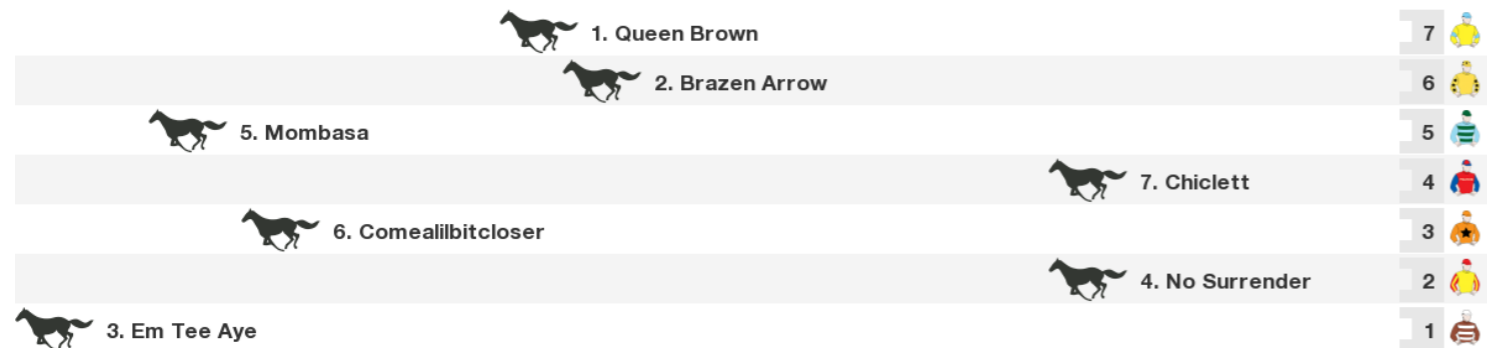 1. Queen Brown 7
2. Brazen Arrow 6
5. Mombasa 5
7. Chiclett 4
6. Comealilbitcloser 3
4. No Surrender 2
3. Em Tee Aye 1